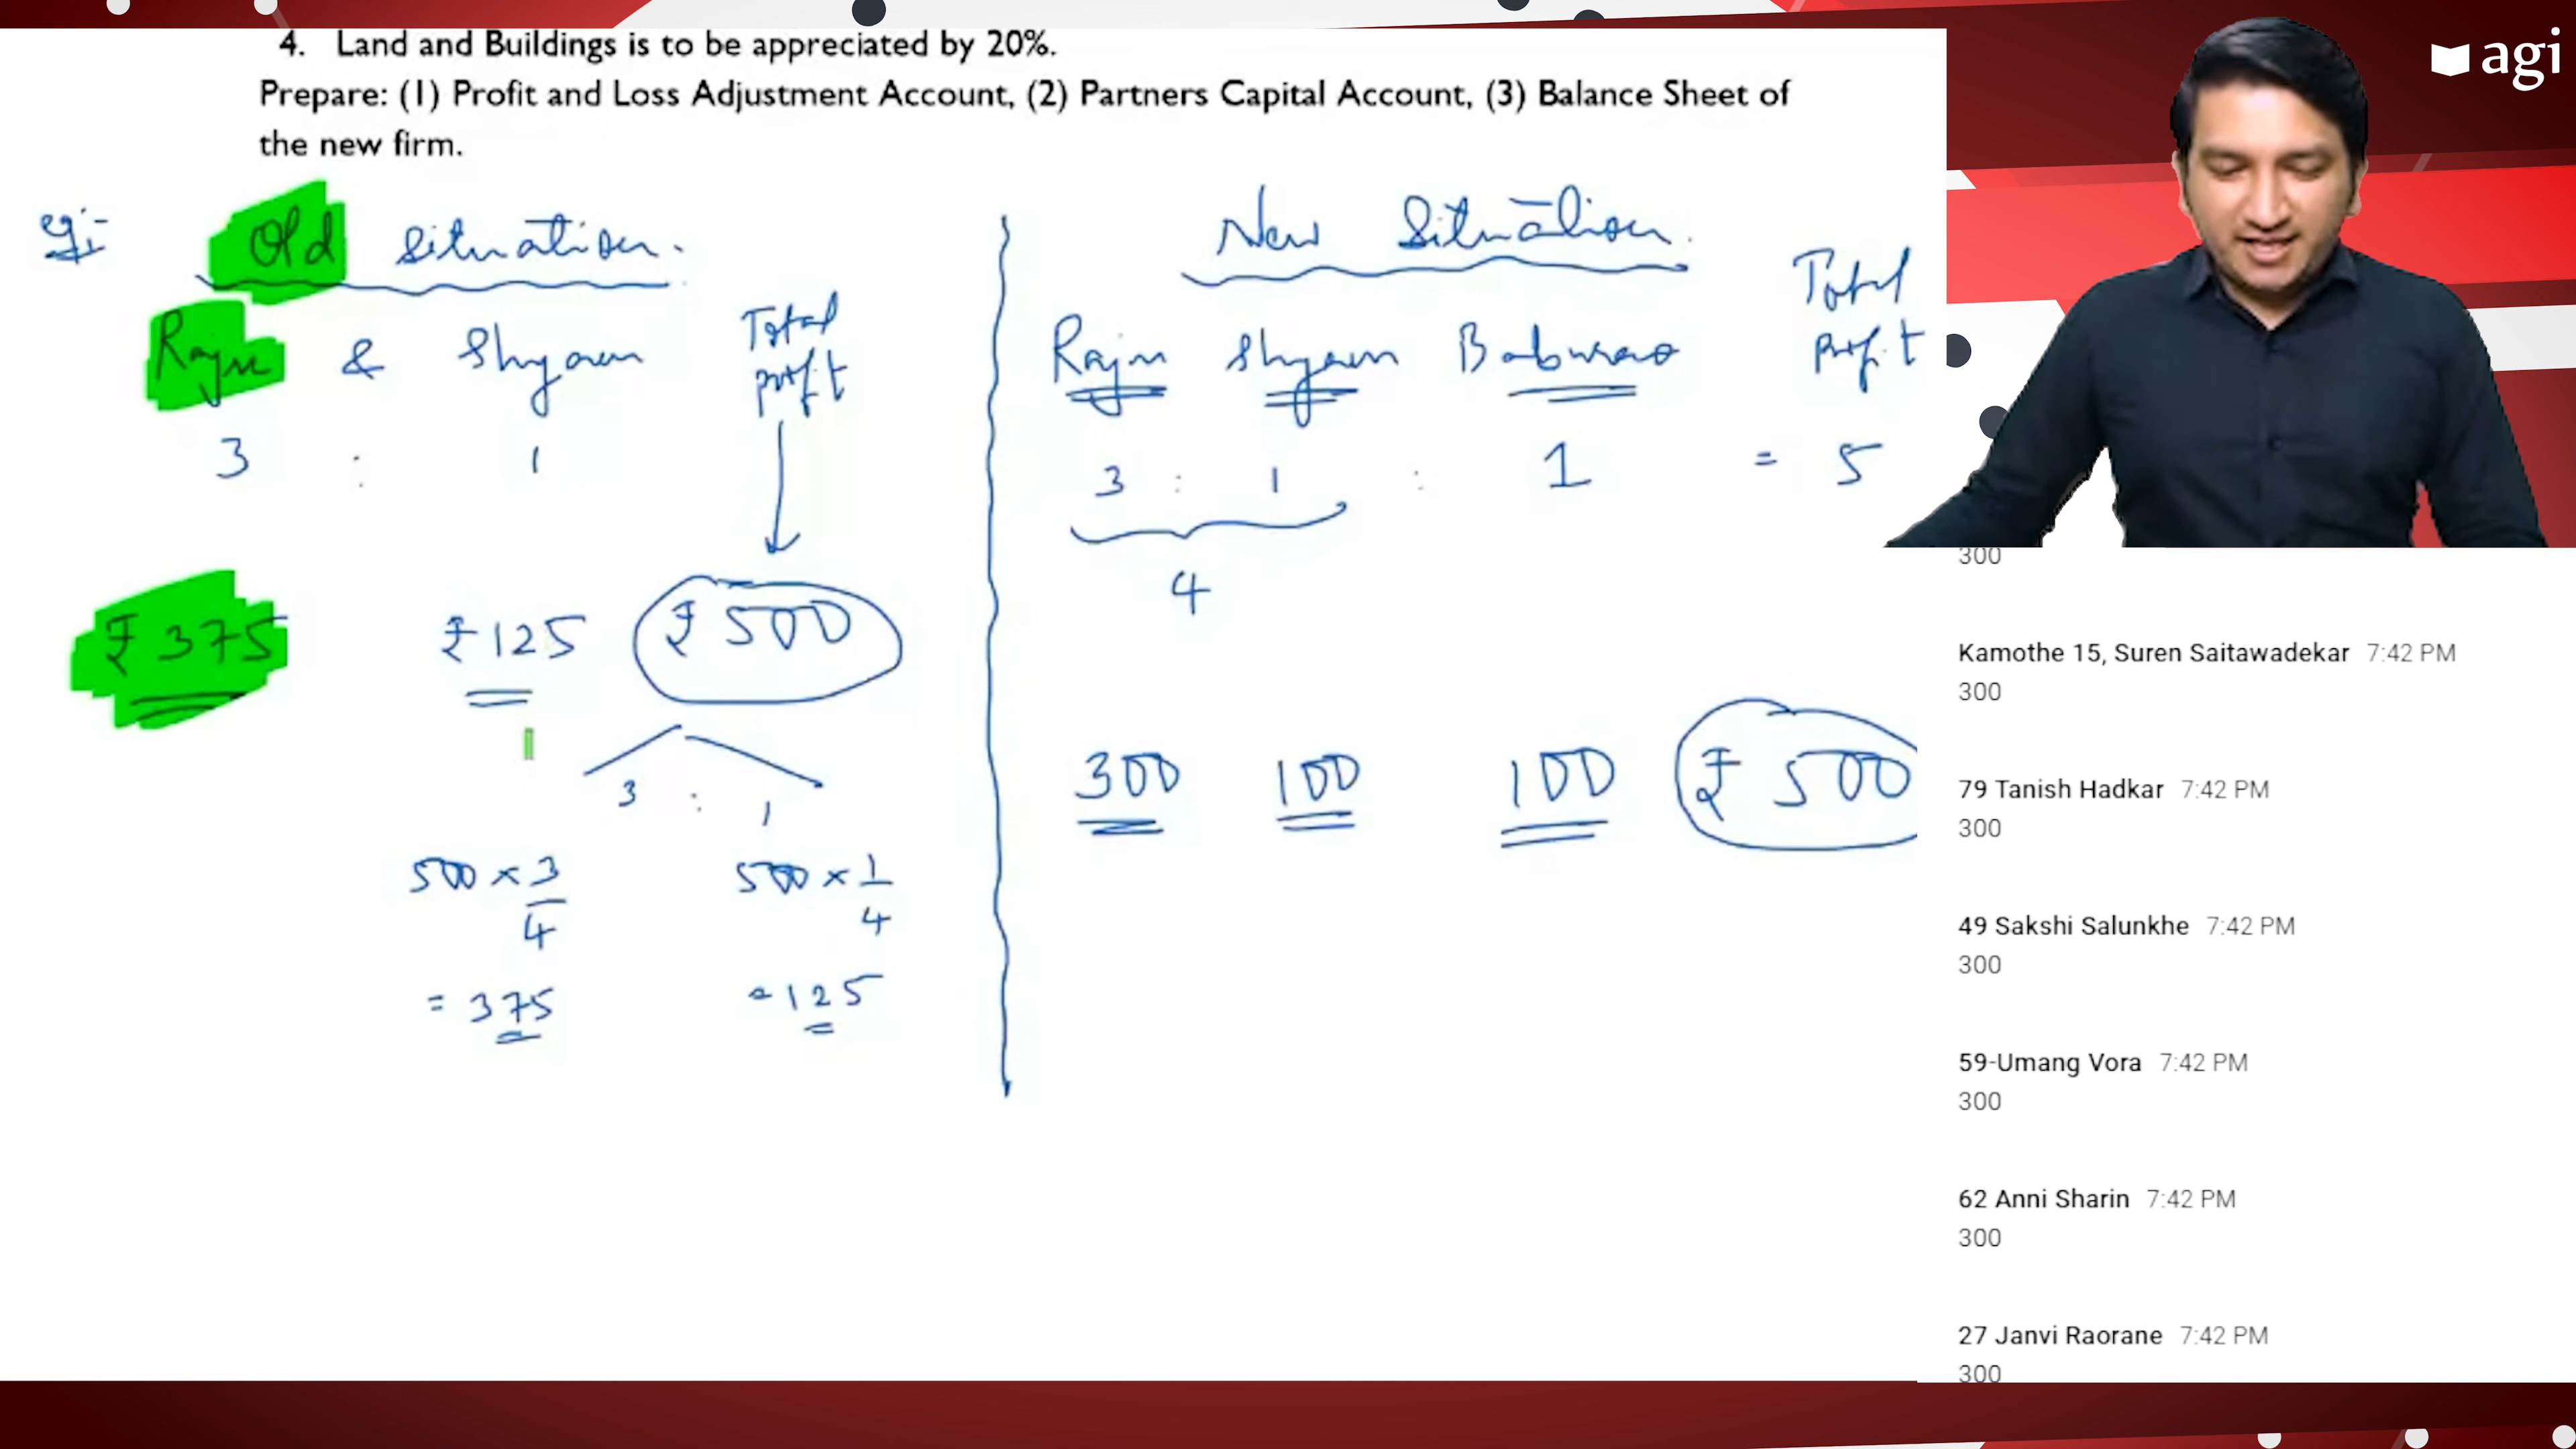 4. Land and Buildings is to be appreciated by 20%.
Prepare: (1) Profit and Loss Adjustment Account, (2) Partners Capital Account, (3) Balance Sheet of
the new firm.
eg:-
Old Situation.
Raju & Shyam
Total
profit
3 : 1
₹ 375 ₹ 125 ₹ 500
3 : 1
500 × 3/4
500 × 1/4
= 375
= 125
New Situation.
Raju Shyam Baburao
Total
profit
3 : 1 : 1 = 5
4
300 100 100 ₹ 500
agi
300
Kamothe 15, Suren Saitawadekar 7:42 PM
300
79 Tanish Hadkar 7:42 PM
300
49 Sakshi Salunkhe 7:42 PM
300
59-Umang Vora 7:42 PM
300
62 Anni Sharin 7:42 PM
300
27 Janvi Raorane 7:42 PM
300